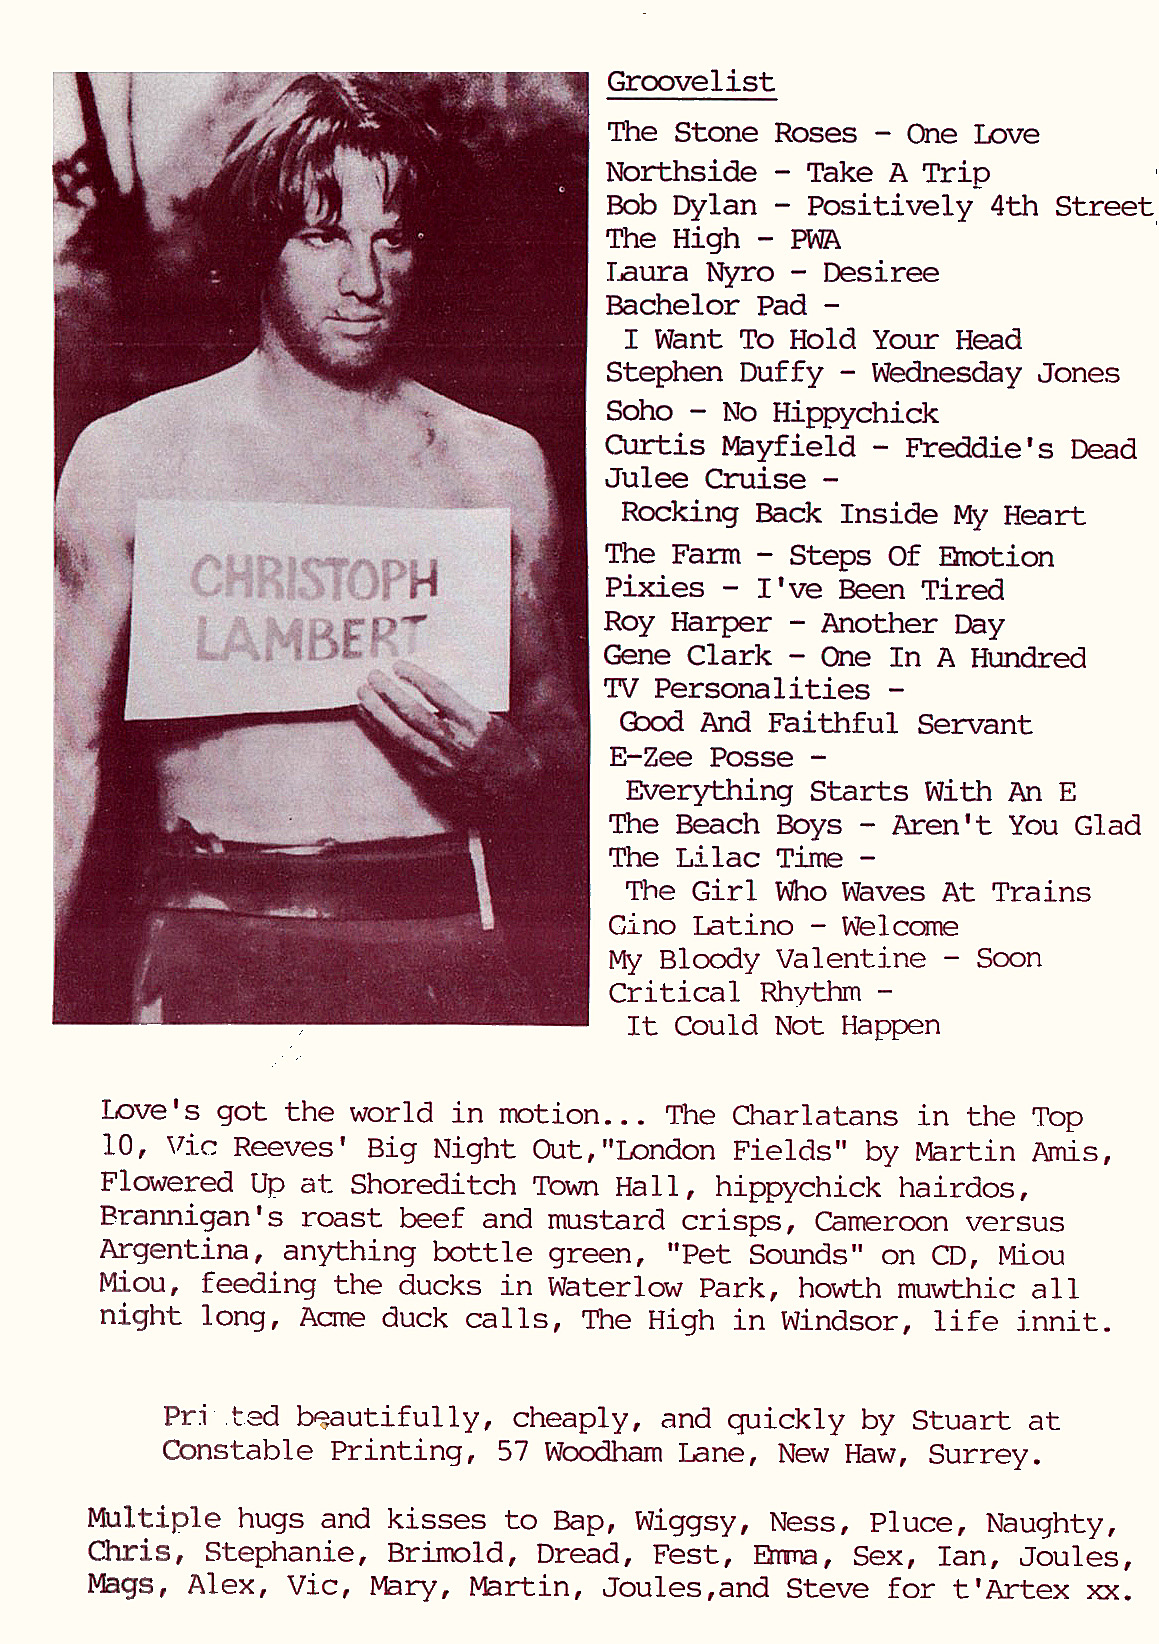 Groovelist
The Stone Roses - One Love
Northside - Take A Trip
Bob Dylan - Positively 4th Street
The High - PWA
Laura Nyro - Desiree
Bachelor Pad -
I Want To Hold Your Head
Stephen Duffy - Wednesday Jones
Soho - No Hippychick
Curtis Mayfield - Freddie's Dead
Julee Cruise -
Rocking Back Inside My Heart
The Farm - Steps Of Emotion
Pixies - I've Been Tired
Roy Harper - Another Day
Gene Clark - One In A Hundred
TV Personalities -
Good And Faithful Servant
E-Zee Posse -
Everything Starts With An E
The Beach Boys - Aren't You Glad
The Lilac Time -
The Girl Who Waves At Trains
Gino Latino - Welcome
My Bloody Valentine - Soon
Critical Rhythm -
It Could Not Happen
CHRISTOPH
LAMBERT
Love's got the world in motion... The Charlatans in the Top
10, Vic Reeves' Big Night Out,"London Fields" by Martin Amis,
Flowered Up at Shoreditch Town Hall, hippychick hairdos,
Brannigan's roast beef and mustard crisps, Cameroon versus
Argentina, anything bottle green, "Pet Sounds" on CD, Miou
Miou, feeding the ducks in Waterlow Park, howth muwthic all
night long, Acme duck calls, The High in Windsor, life innit.
Pri ted beautifully, cheaply, and quickly by Stuart at
Constable Printing, 57 Woodham Lane, New Haw, Surrey.
Multiple hugs and kisses to Bap, Wiggsy, Ness, Pluce, Naughty,
Chris, Stephanie, Brimold, Dread, Fest, Emma, Sex, Ian, Joules,
Mags, Alex, Vic, Mary, Martin, Joules,and Steve for t'Artex xx.